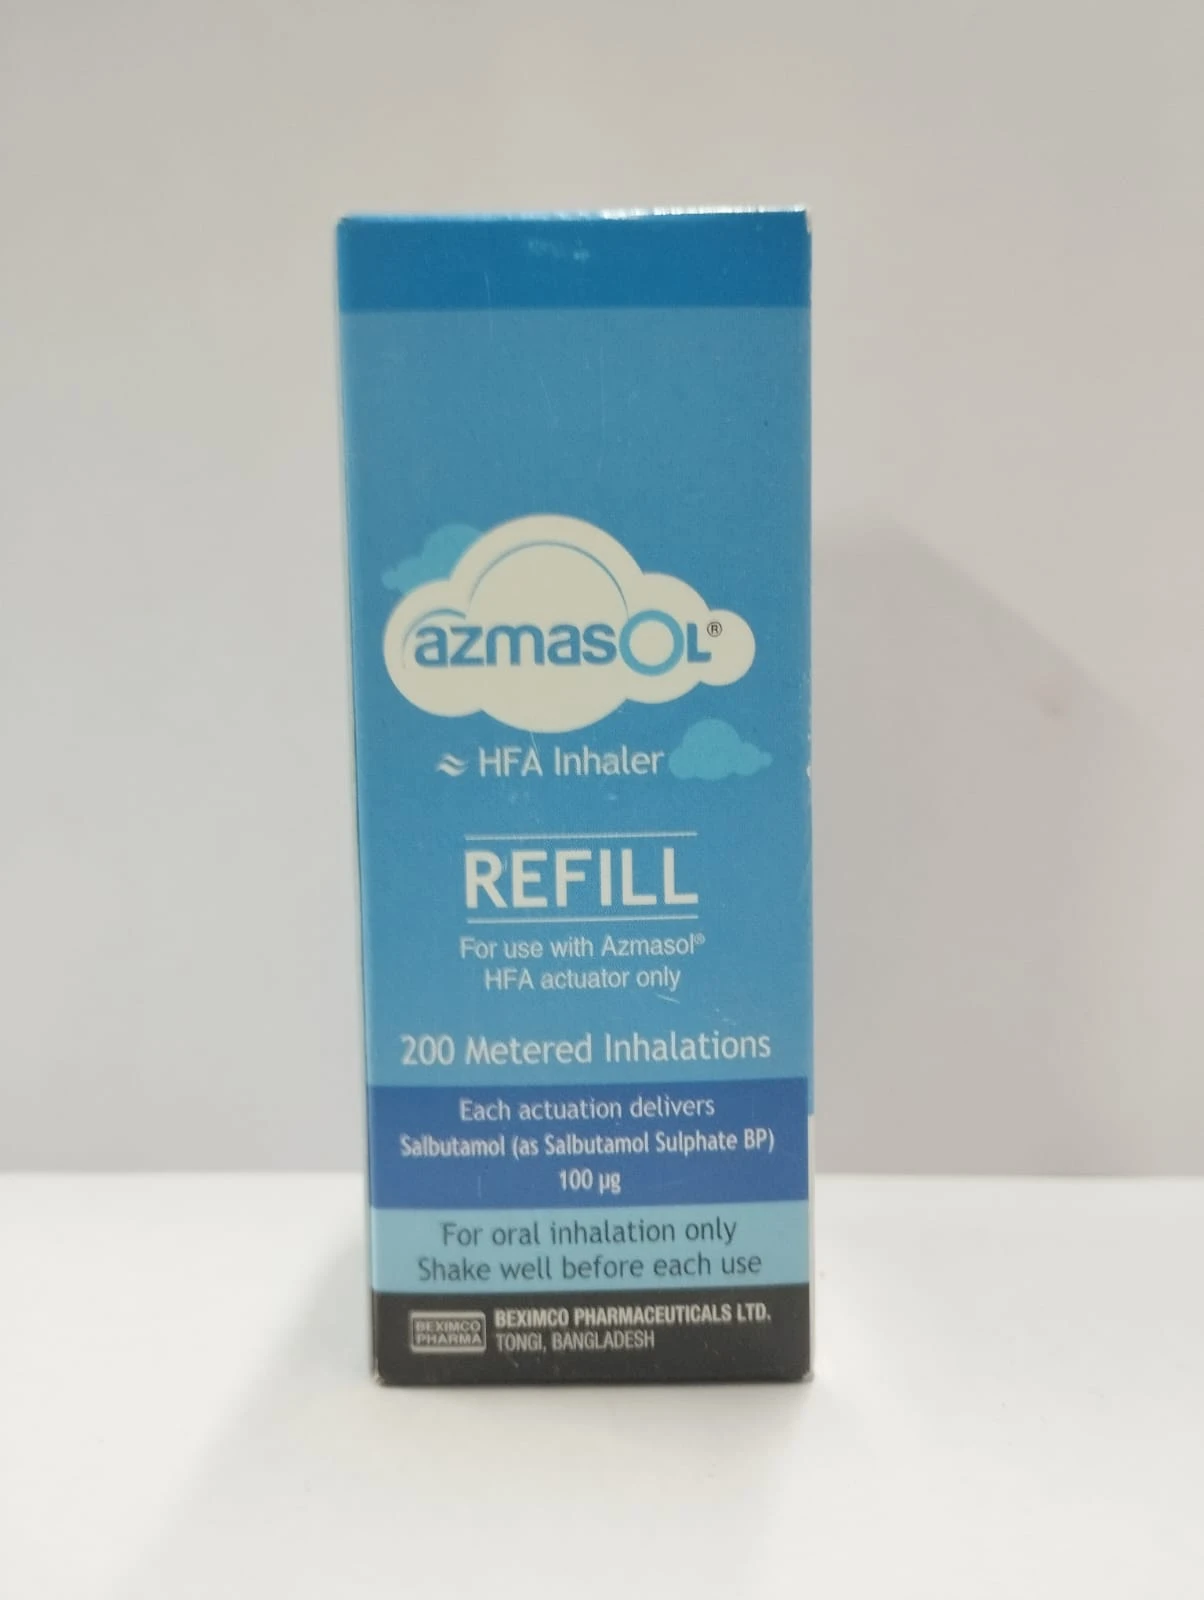 azmasOL®
HFA Inhaler
REFILL
For use with Azmasol®
HFA actuator only
200 Metered Inhalations
Each actuation delivers
Salbutamol (as Salbutamol Sulphate BP)
100 µg
For oral inhalation only
Shake well before each use
BEXIMCO
PHARMA
BEXIMCO PHARMACEUTICALS LTD.
TONGI, BANGLADESH